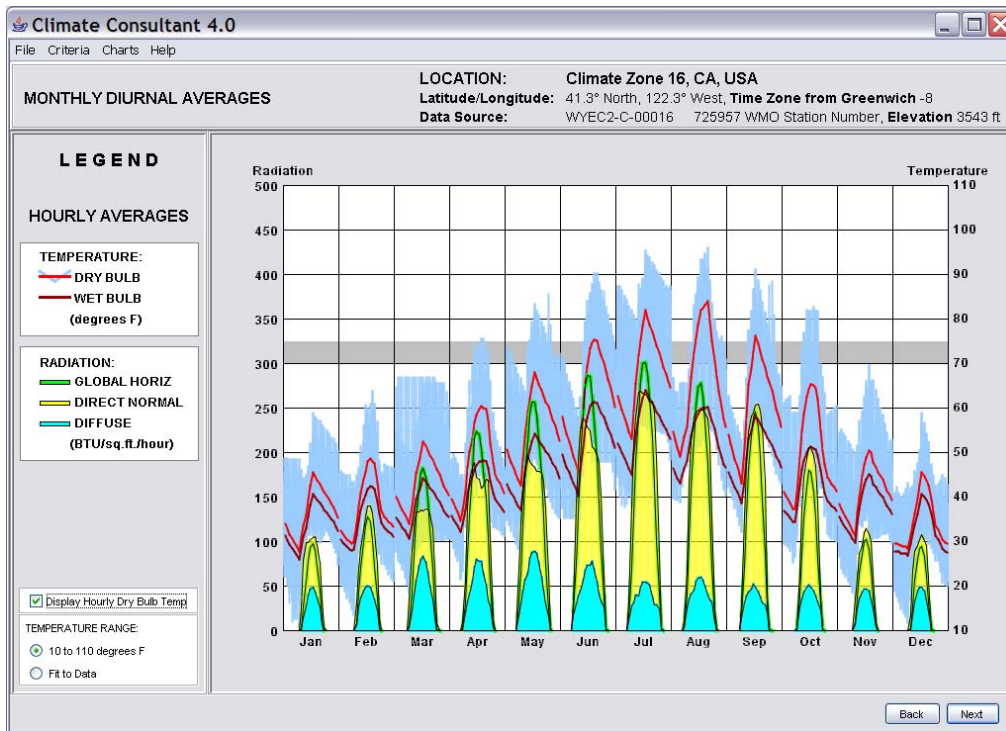 Climate Consultant 4.0
File Criteria Charts Help
MONTHLY DIURNAL AVERAGES
LOCATION: Climate Zone 16, CA, USA
Latitude/Longitude: 41.3° North, 122.3° West, Time Zone from Greenwich -8
Data Source: WYEC2-C-00016 725957 WMO Station Number, Elevation 3543 ft
LEGEND
HOURLY AVERAGES
TEMPERATURE:
DRY BULB
WET BULB
(degrees F)
RADIATION:
GLOBAL HORIZ
DIRECT NORMAL
DIFFUSE
(BTU/sq.ft./hour)
Display Hourly Dry Bulb Temp
TEMPERATURE RANGE:
10 to 110 degrees F
Fit to Data
Radiation Temperature
500 110
450 100
400 90
350 80
300 70
250 60
200 50
150 40
100 30
50 20
0 10
Jan Feb Mar Apr May Jun Jul Aug Sep Oct Nov Dec
Back Next